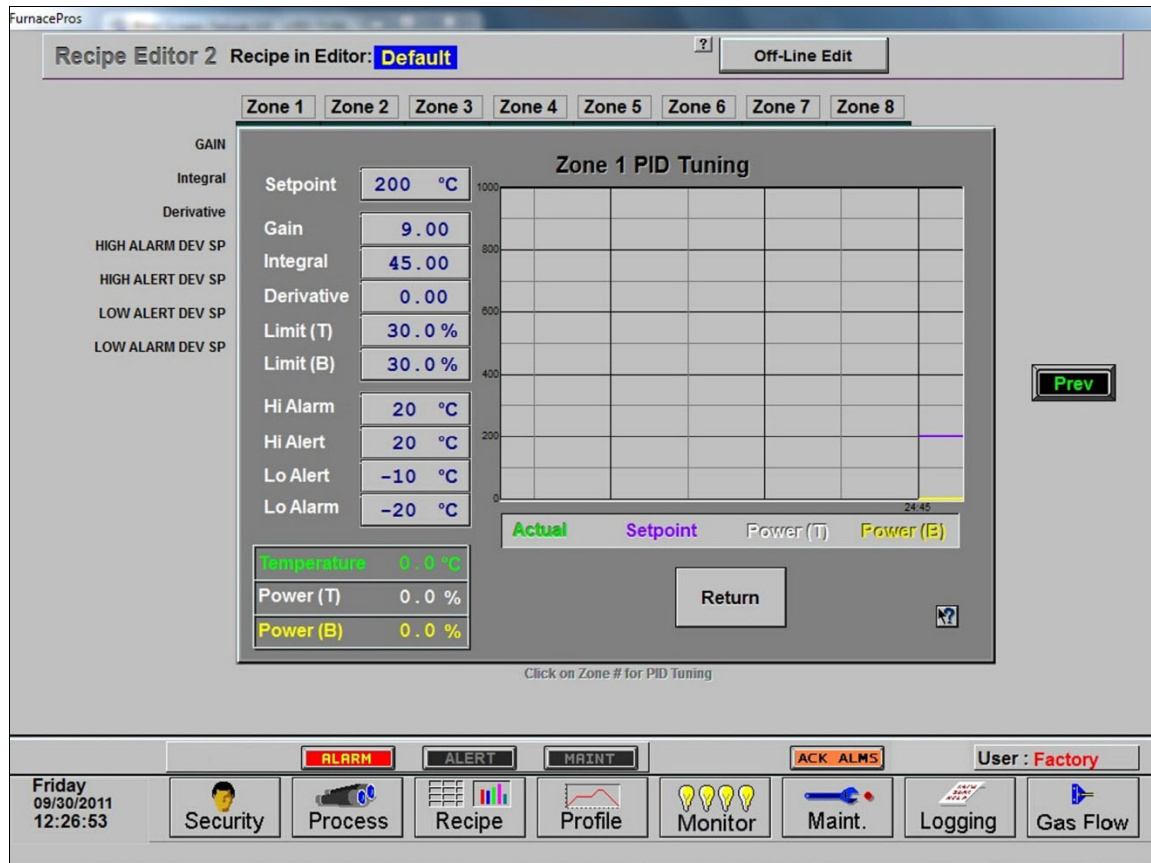 FurnacePros
Recipe Editor 2 Recipe in Editor: Default ? Off-Line Edit
Zone 1 Zone 2 Zone 3 Zone 4 Zone 5 Zone 6 Zone 7 Zone 8
GAIN
Integral
Derivative
HIGH ALARM DEV SP
HIGH ALERT DEV SP
LOW ALERT DEV SP
LOW ALARM DEV SP
Setpoint 200 °C
Gain 9.00
Integral 45.00
Derivative 0.00
Limit (T) 30.0 %
Limit (B) 30.0 %
Hi Alarm 20 °C
Hi Alert 20 °C
Lo Alert -10 °C
Lo Alarm -20 °C
Temperature 0.0 °C
Power (T) 0.0 %
Power (B) 0.0 %
Zone 1 PID Tuning
1000
800
600
400
200
0
24:45
Actual Setpoint Power (T) Power (B)
Return
?
Prev
Click on Zone # for PID Tuning
ALARM ALERT MAINT ACK ALMS User : Factory
Friday
09/30/2011
12:26:53
Security Process Recipe Profile Monitor Maint. Logging Gas Flow